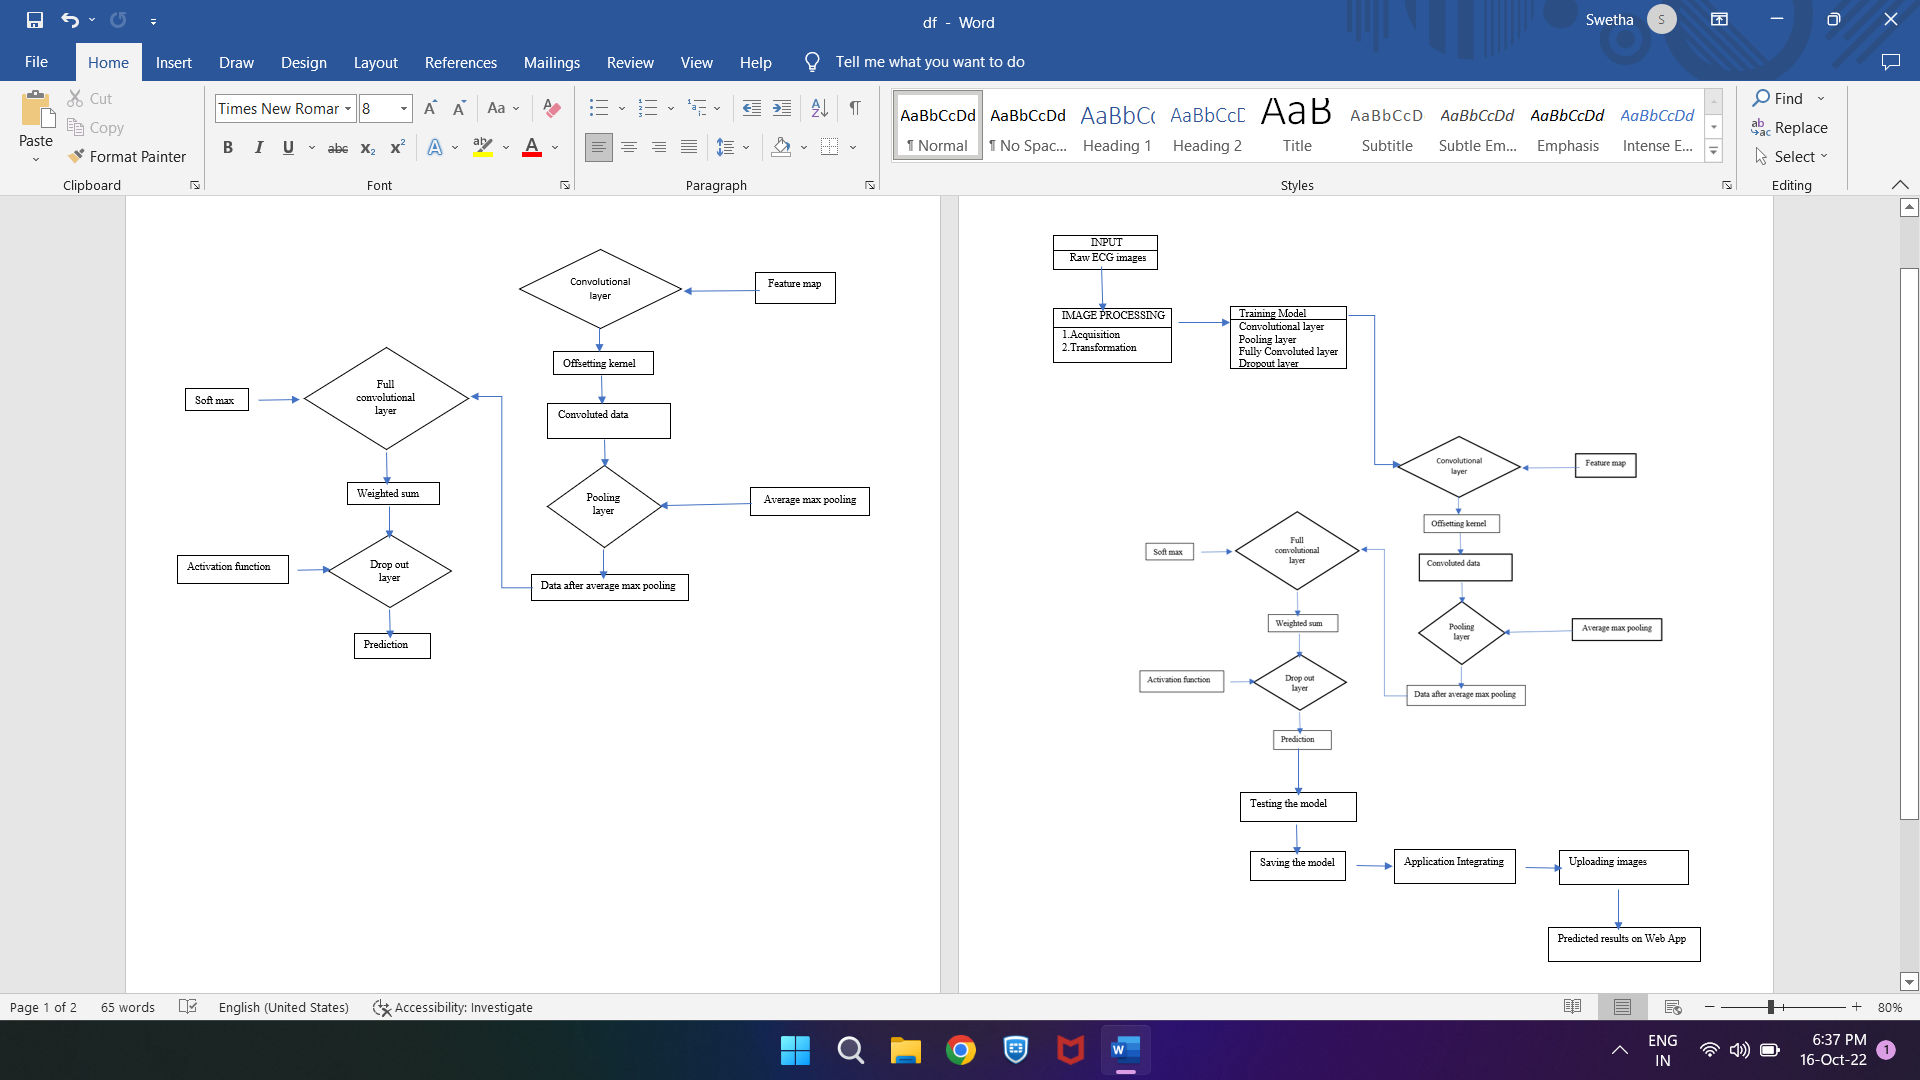 df - Word
Swetha
S
File
Home
Insert
Draw
Design
Layout
References
Mailings
Review
View
Help
Tell me what you want to do
Paste
Cut
Copy
Format Painter
Clipboard
Times New Romar
8
Aa
B I U abc x₂ x² A ab A
Font
Paragraph
AaBbCcDd
¶ Normal
AaBbCcDd
¶ No Spac...
AaBbC(
Heading 1
AaBbCcC
Heading 2
AaB
Title
AaBbCcD
Subtitle
AaBbCcDd
Subtle Em...
AaBbCcDd
Emphasis
AaBbCcDd
Intense E...
Styles
Find
Replace
Select
Editing
Convolutional
layer
Feature map
Offsetting kernel
Convoluted data
Pooling
layer
Average max pooling
Data after average max pooling
Soft max
Full
convolutional
layer
Weighted sum
Activation function
Drop out
layer
Prediction
INPUT
Raw ECG images
IMAGE PROCESSING
1.Acquisition
2.Transformation
Training Model
Convolutional layer
Pooling layer
Fully Convoluted layer
Dropout layer
Convolutional
layer
Feature map
Offsetting kernel
Convoluted data
Pooling
layer
Average max pooling
Data after average max pooling
Soft max
Full
convolutional
layer
Weighted sum
Activation function
Drop out
layer
Prediction
Testing the model
Saving the model
Application Integrating
Uploading images
Predicted results on Web App
Page 1 of 2
65 words
English (United States)
Accessibility: Investigate
80%
W
ENG
IN
6:37 PM
16-Oct-22
1